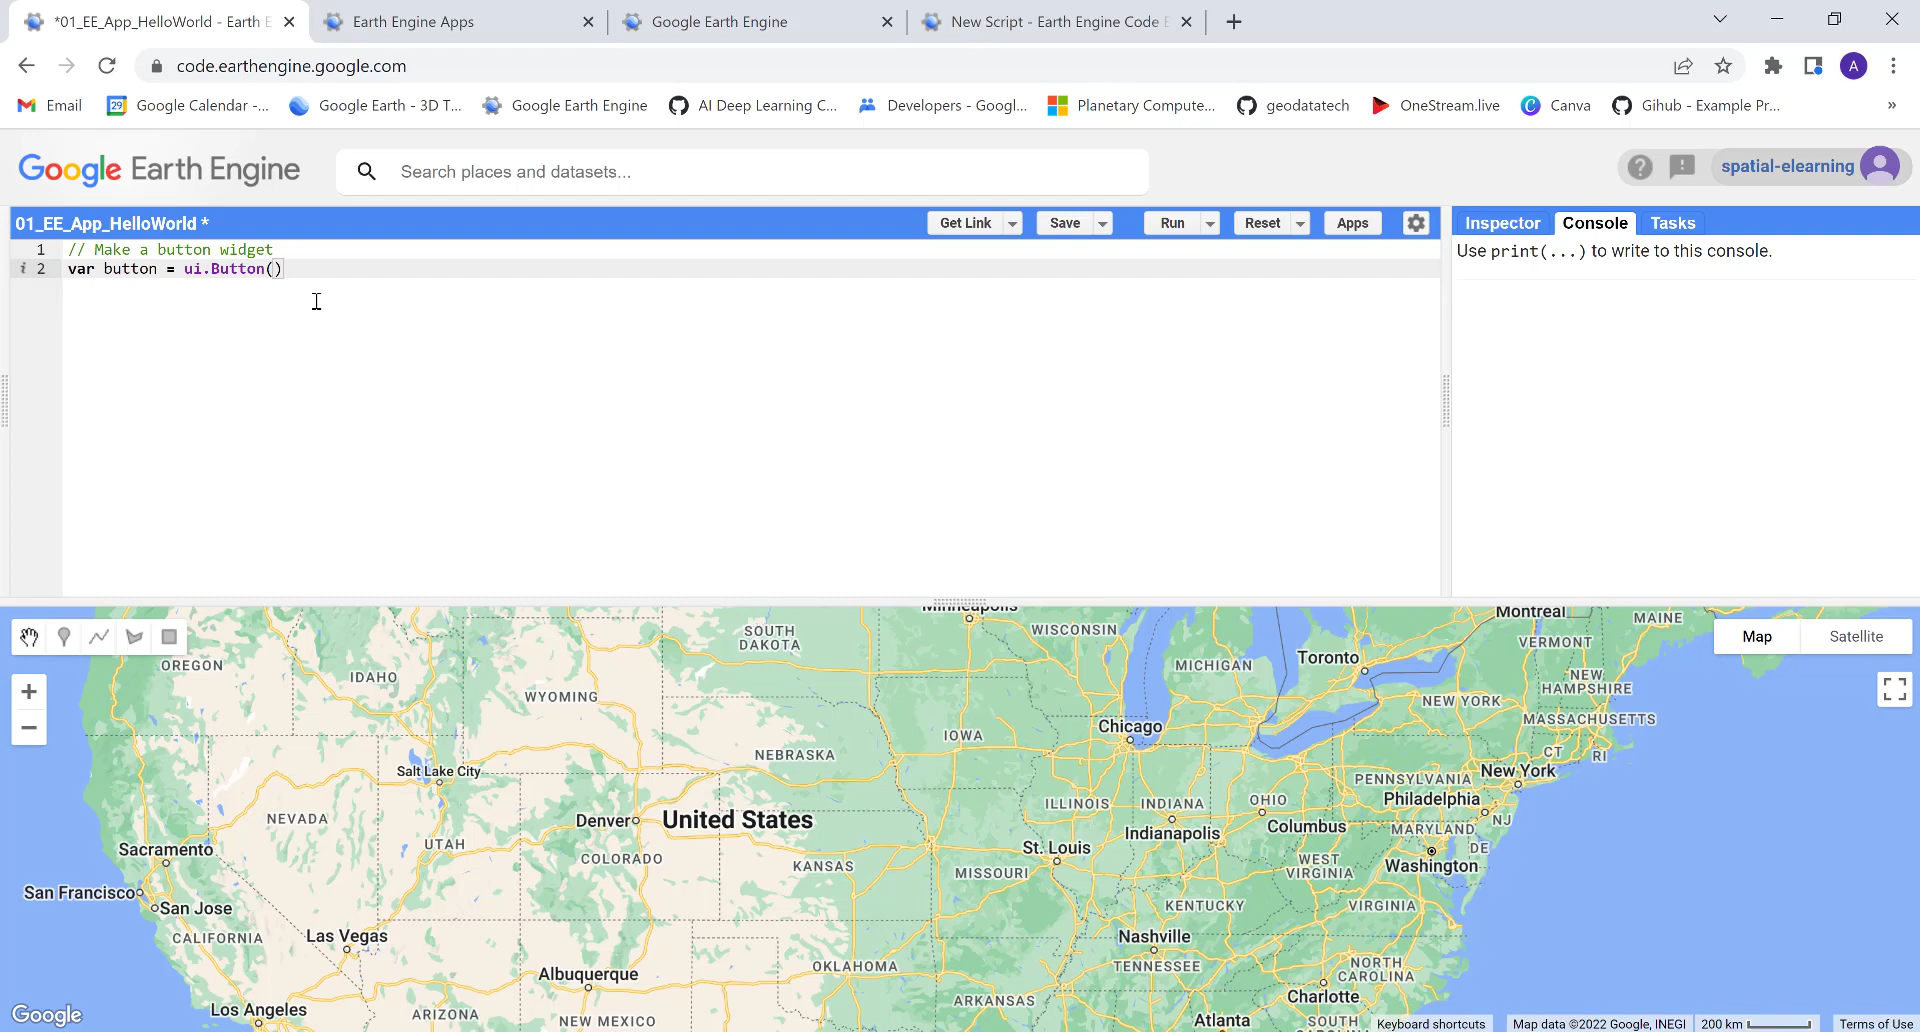 *01_EE_App_HelloWorld - Earth E
Earth Engine Apps
Google Earth Engine
New Script - Earth Engine Code E
code.earthengine.google.com
A
Email
29 Google Calendar -...
Google Earth - 3D T...
Google Earth Engine
AI Deep Learning C...
Developers - Googl...
Planetary Compute...
geodatatech
OneStream.live
Canva
Gihub - Example Pr...
Google Earth Engine
Search places and datasets...
spatial-elearning
01_EE_App_HelloWorld *
Get Link
Save
Run
Reset
Apps
Inspector
Console
Tasks
1 // Make a button widget
i 2 var button = ui.Button()
Use print(...) to write to this console.
Minneapolis
Montreal
MAINE
SOUTH
DAKOTA
WISCONSIN
Map
Satellite
VERMONT
OREGON
IDAHO
WYOMING
MICHIGAN
Toronto
NEW
HAMPSHIRE
NEW YORK
MASSACHUSETTS
CT
RI
Chicago
IOWA
NEBRASKA
Salt Lake City
PENNSYLVANIA
New York
Philadelphia
NJ
NEVADA
UTAH
Denver
United States
ILLINOIS
INDIANA
OHIO
Indianapolis
Columbus
MARYLAND
DE
Sacramento
COLORADO
KANSAS
St. Louis
MISSOURI
WEST
VIRGINIA
Washington
San Francisco
San Jose
KENTUCKY
VIRGINIA
CALIFORNIA
Las Vegas
Nashville
TENNESSEE
Albuquerque
OKLAHOMA
NORTH
CAROLINA
Charlotte
Los Angeles
ARIZONA
NEW MEXICO
ARKANSAS
Atlanta
SOUTH
Google
Keyboard shortcuts
Map data ©2022 Google, INEGI
200 km
Terms of Use